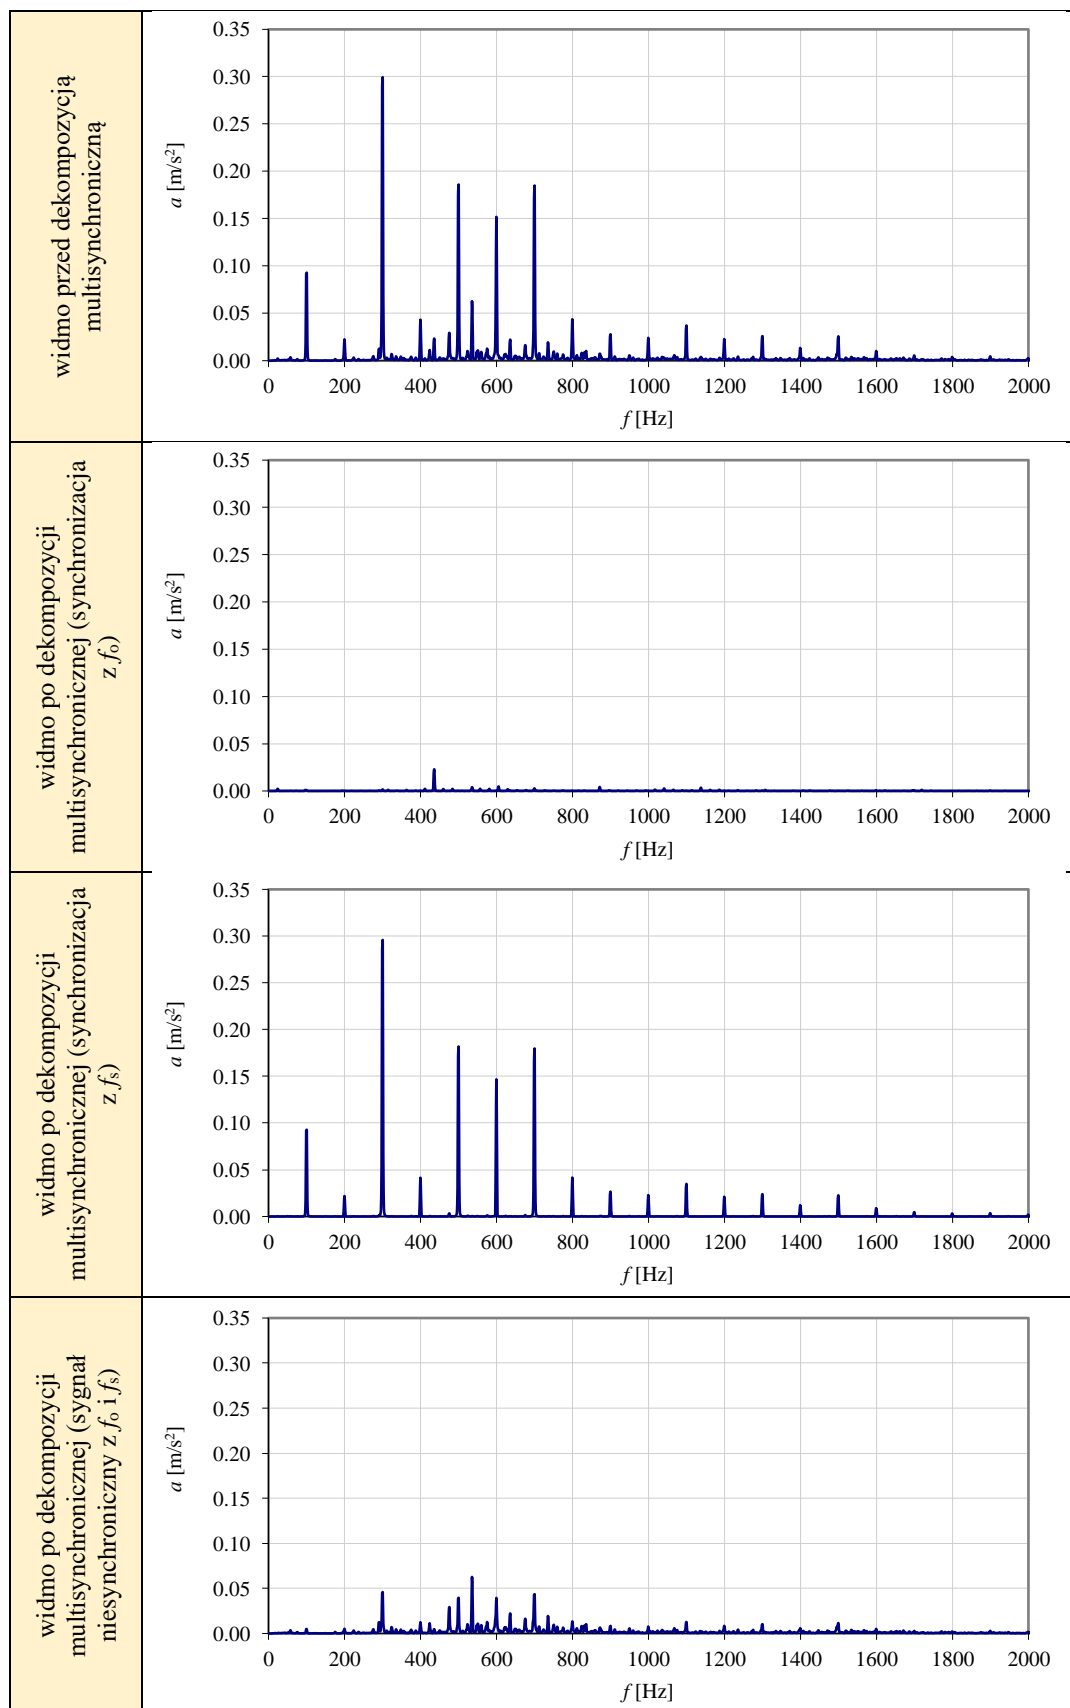 widmo przed dekompozycją
multisynchroniczną
a [m/s²]
0.35
0.30
0.25
0.20
0.15
0.10
0.05
0.00
0 200 400 600 800 1000 1200 1400 1600 1800 2000
f [Hz]
widmo po dekompozycji
multisynchronicznej (synchronizacja
z fo)
a [m/s²]
0.35
0.30
0.25
0.20
0.15
0.10
0.05
0.00
0 200 400 600 800 1000 1200 1400 1600 1800 2000
f [Hz]
widmo po dekompozycji
multisynchronicznej (synchronizacja
z fs)
a [m/s²]
0.35
0.30
0.25
0.20
0.15
0.10
0.05
0.00
0 200 400 600 800 1000 1200 1400 1600 1800 2000
f [Hz]
widmo po dekompozycji
multisynchronicznej (sygnał
niesynchroniczny z fo i fs)
a [m/s²]
0.35
0.30
0.25
0.20
0.15
0.10
0.05
0.00
0 200 400 600 800 1000 1200 1400 1600 1800 2000
f [Hz]